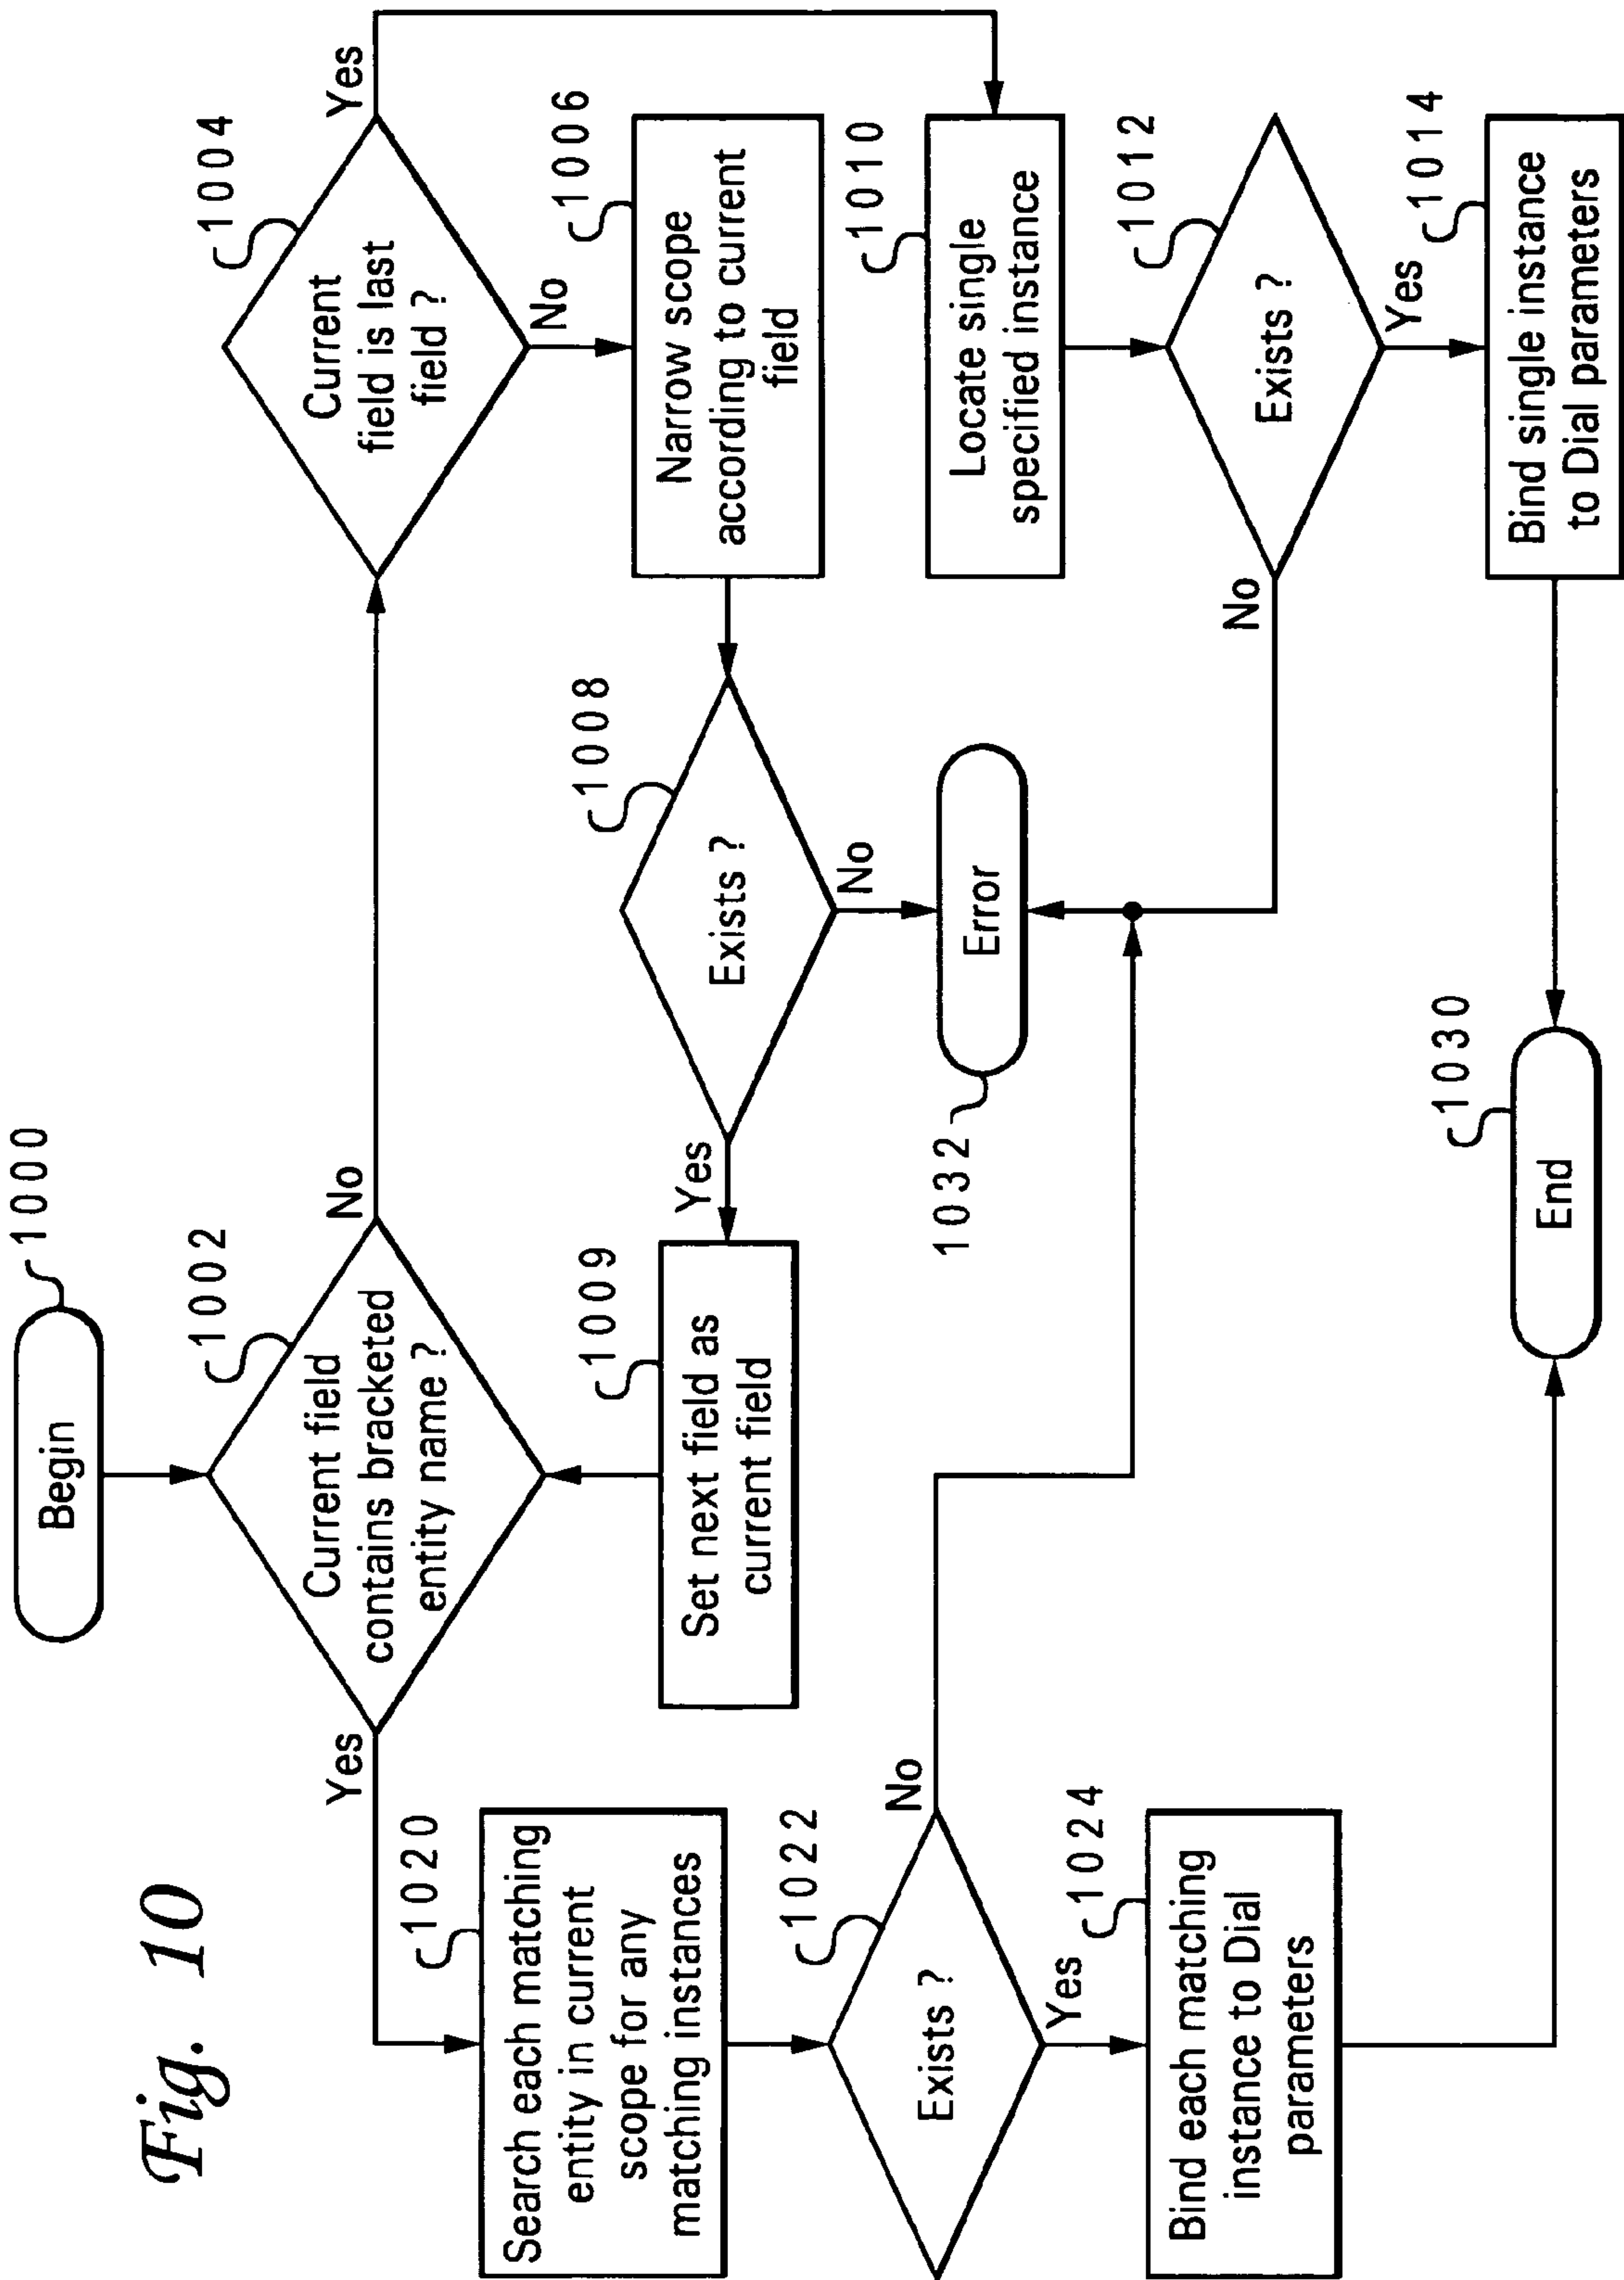 Fig. 10
Begin
1000
Current field
contains bracketed
entity name ?
1002
Yes
No
Current
field is last
field ?
1004
Yes
No
Narrow scope
according to current
field
1006
Exists ?
1008
Yes
No
Set next field as
current field
1009
Locate single
specified instance
1010
Exists ?
1012
No
Yes
Bind single instance
to Dial parameters
1014
Search each matching
entity in current
scope for any
matching instances
1020
Exists ?
1022
No
Yes
Bind each matching
instance to Dial
parameters
1024
Error
1032
End
1030